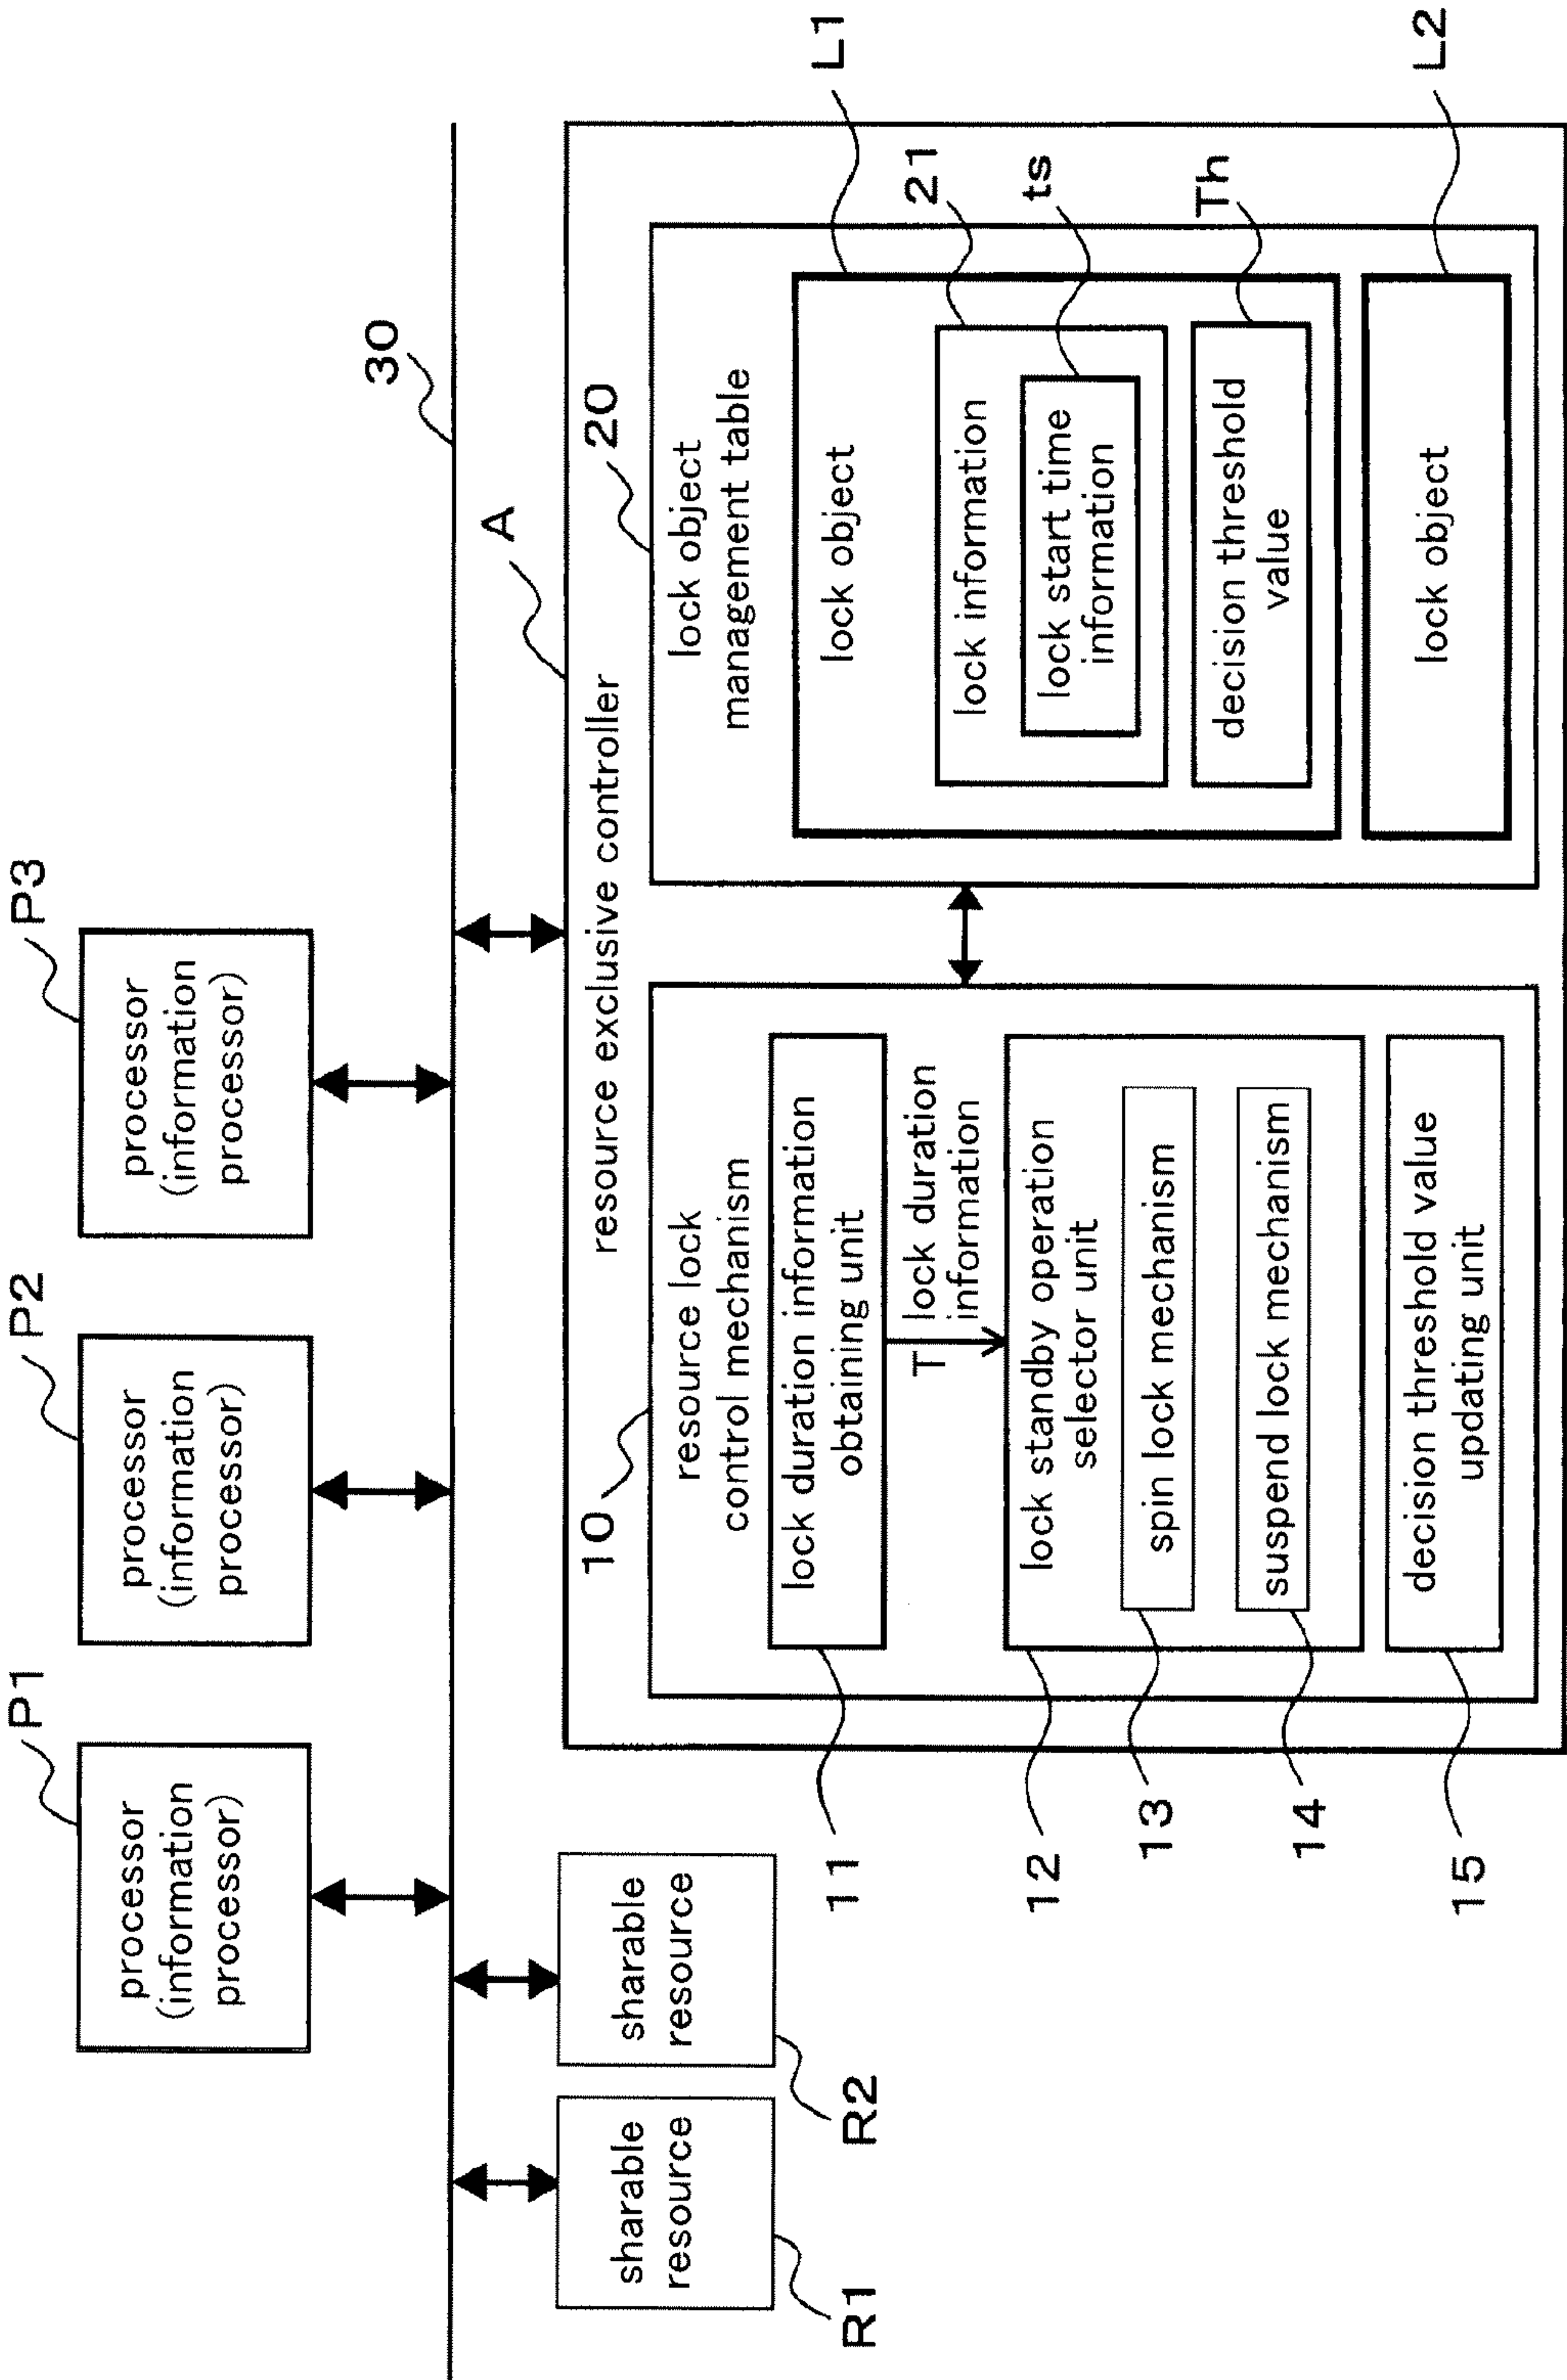 P1
processor
(information
processor)
P2
processor
(information
processor)
P3
processor
(information
processor)
30
sharable
resource
R1
sharable
resource
R2
A
resource exclusive controller
10
resource lock
control mechanism
lock duration information
obtaining unit
11
T
lock duration
information
lock standby operation
selector unit
12
spin lock mechanism
13
suspend lock mechanism
14
decision threshold value
updating unit
15
20
lock object
management table
lock object
L1
lock information
21
lock start time
information
ts
decision threshold
value
Th
lock object
L2